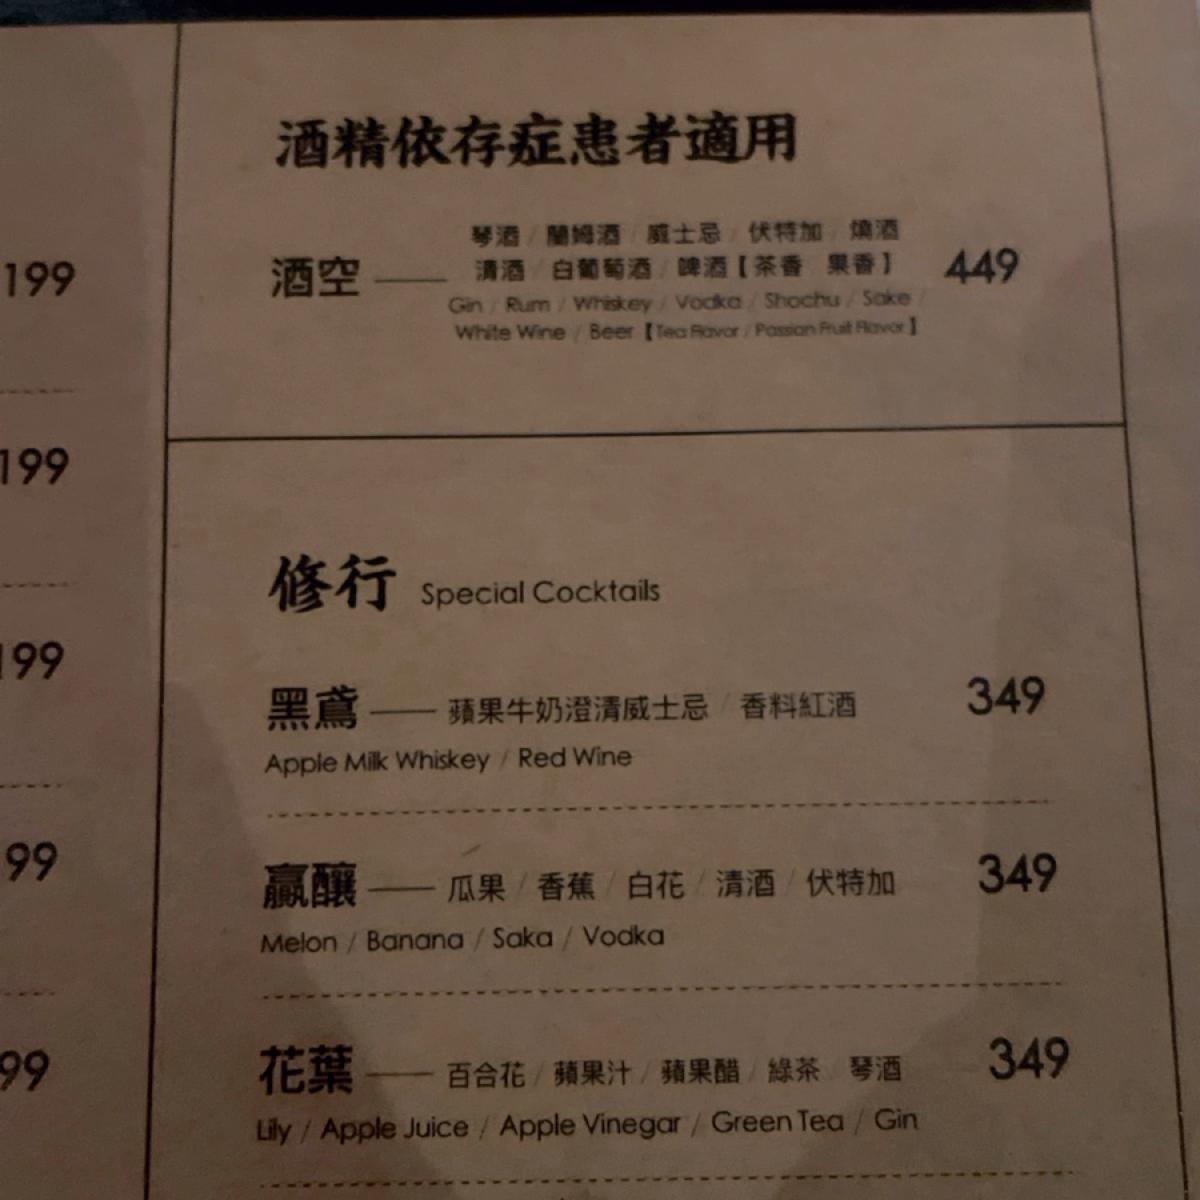 酒精依存症患者適用
琴酒 / 蘭姆酒 / 威士忌 / 伏特加 / 燒酒
酒空 —— 清酒 / 白葡萄酒 / 啤酒【茶香 果香】 449
Gin / Rum / Whiskey / Vodka / Shochu / Sake /
White Wine / Beer【Tea Flavor / Passion Fruit Flavor】
199
199
199
99
99
修行 Special Cocktails
黑鳶 —— 蘋果牛奶澄清威士忌 / 香料紅酒 349
Apple Milk Whiskey / Red Wine
贏釀 —— 瓜果 / 香蕉 / 白花 / 清酒 / 伏特加 349
Melon / Banana / Saka / Vodka
花葉 —— 百合花 / 蘋果汁 / 蘋果醋 / 綠茶 琴酒 349
Lily / Apple Juice / Apple Vinegar / Green Tea / Gin